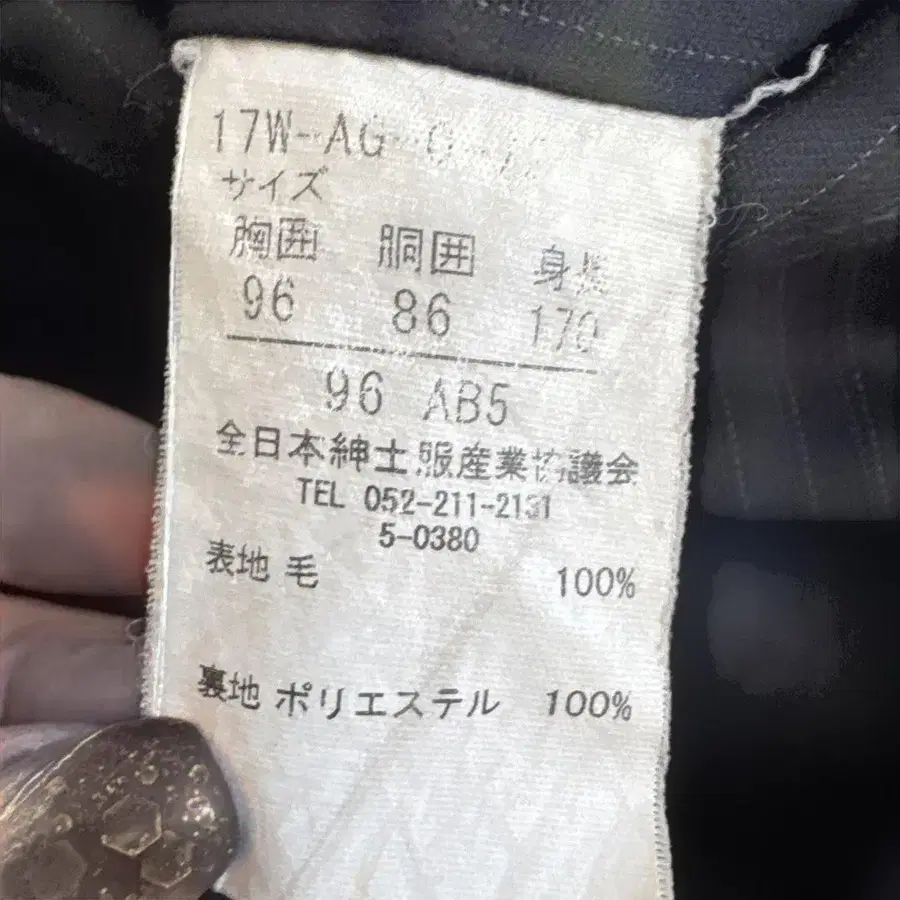 17W-AG
サイズ
胸囲 胴囲 身長
96 86 170
96 AB5
全日本紳士服産業協議会
TEL 052-211-2131
5-0380
表地 毛 100%
裏地 ポリエステル 100%